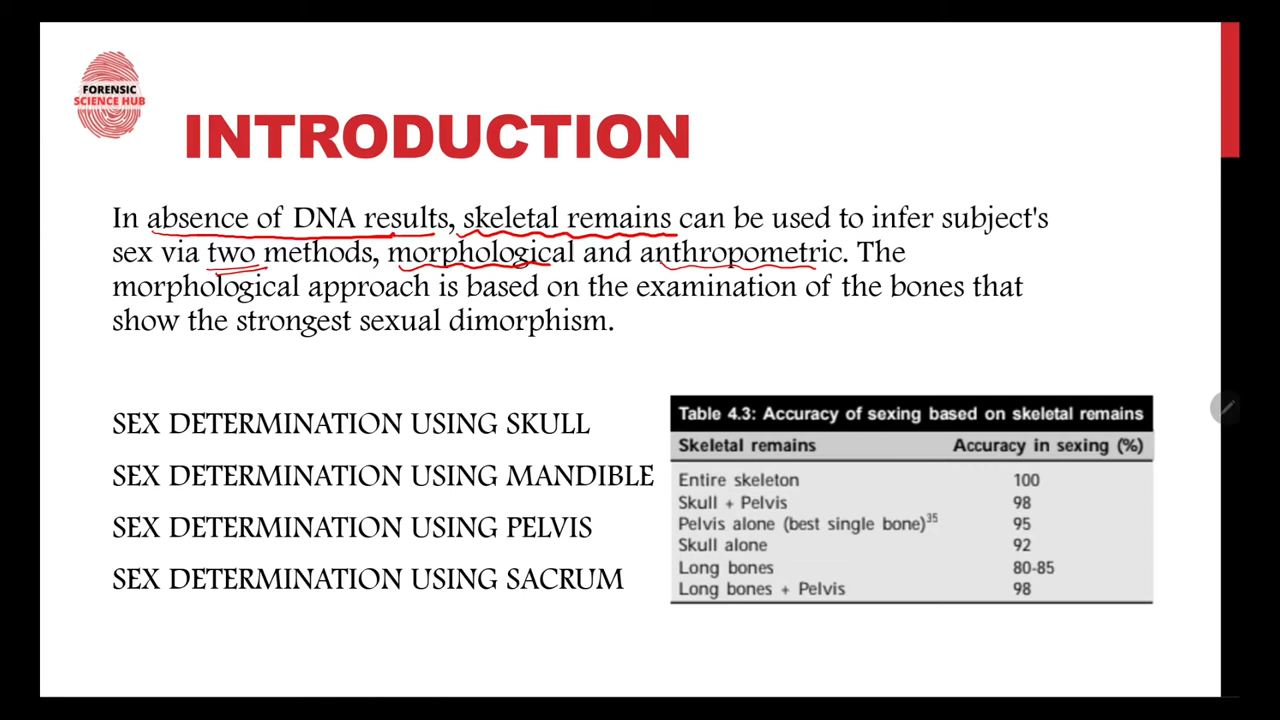 FORENSIC
SCIENCE HUB
INTRODUCTION
In absence of DNA results, skeletal remains can be used to infer subject's
sex via two methods, morphological and anthropometric. The
morphological approach is based on the examination of the bones that
show the strongest sexual dimorphism.
SEX DETERMINATION USING SKULL
SEX DETERMINATION USING MANDIBLE
SEX DETERMINATION USING PELVIS
SEX DETERMINATION USING SACRUM
Table 4.3: Accuracy of sexing based on skeletal remains
Skeletal remains Accuracy in sexing (%)
Entire skeleton 100
Skull + Pelvis 98
Pelvis alone (best single bone)35 95
Skull alone 92
Long bones 80-85
Long bones + Pelvis 98